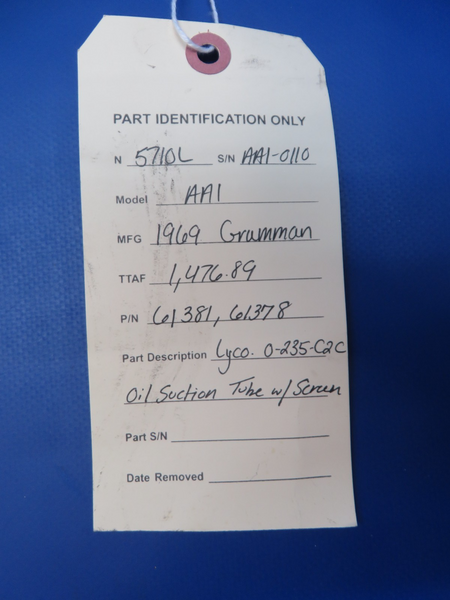 PART IDENTIFICATION ONLY
N 5710L S/N AA1-0110
Model AA1
MFG 1969 Grumman
TTAF 1,476.89
P/N 61381, 61378
Part Description Lyco. O-235-C2C
Oil Suction Tube w/ Screen
Part S/N
Date Removed